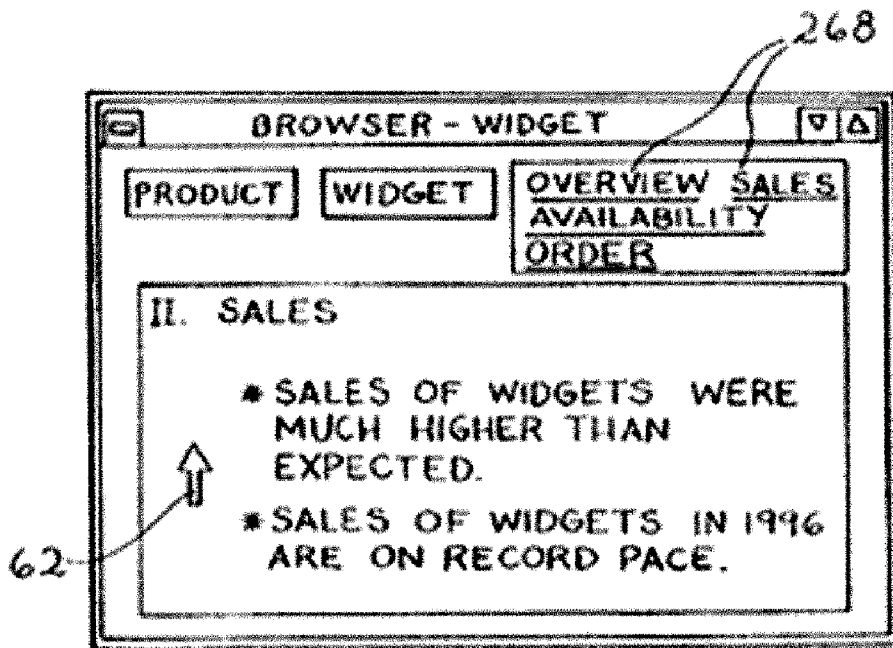 268
BROWSER - WIDGET
PRODUCT WIDGET OVERVIEW SALES
AVAILABILITY
ORDER
II. SALES
* SALES OF WIDGETS WERE
MUCH HIGHER THAN
EXPECTED.
* SALES OF WIDGETS IN 1996
ARE ON RECORD PACE.
62